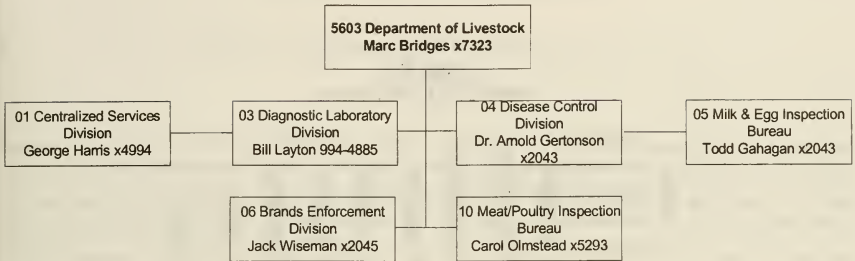 5603 Department of Livestock
Marc Bridges x7323
01 Centralized Services
Division
George Harris x4994
03 Diagnostic Laboratory
Division
Bill Layton 994-4885
04 Disease Control
Division
Dr. Arnold Gertonson
x2043
05 Milk & Egg Inspection
Bureau
Todd Gahagan x2043
06 Brands Enforcement
Division
Jack Wiseman x2045
10 Meat/Poultry Inspection
Bureau
Carol Olmstead x5293